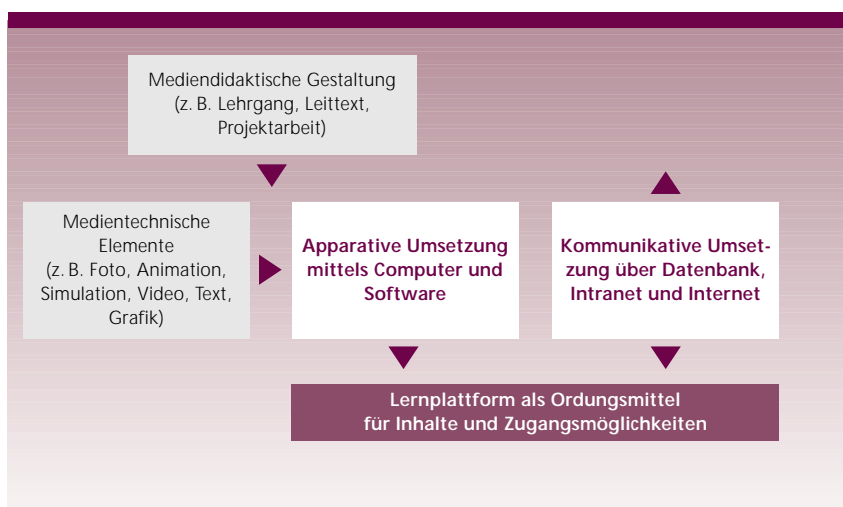 Mediendidaktische Gestaltung
(z. B. Lehrgang, Leittext,
Projektarbeit)
Medientechnische
Elemente
(z. B. Foto, Animation,
Simulation, Video, Text,
Grafik)
Apparative Umsetzung
mittels Computer und
Software
Kommunikative Umset-
zung über Datenbank,
Intranet und Internet
Lernplattform als Ordungsmittel
für Inhalte und Zugangsmöglichkeiten